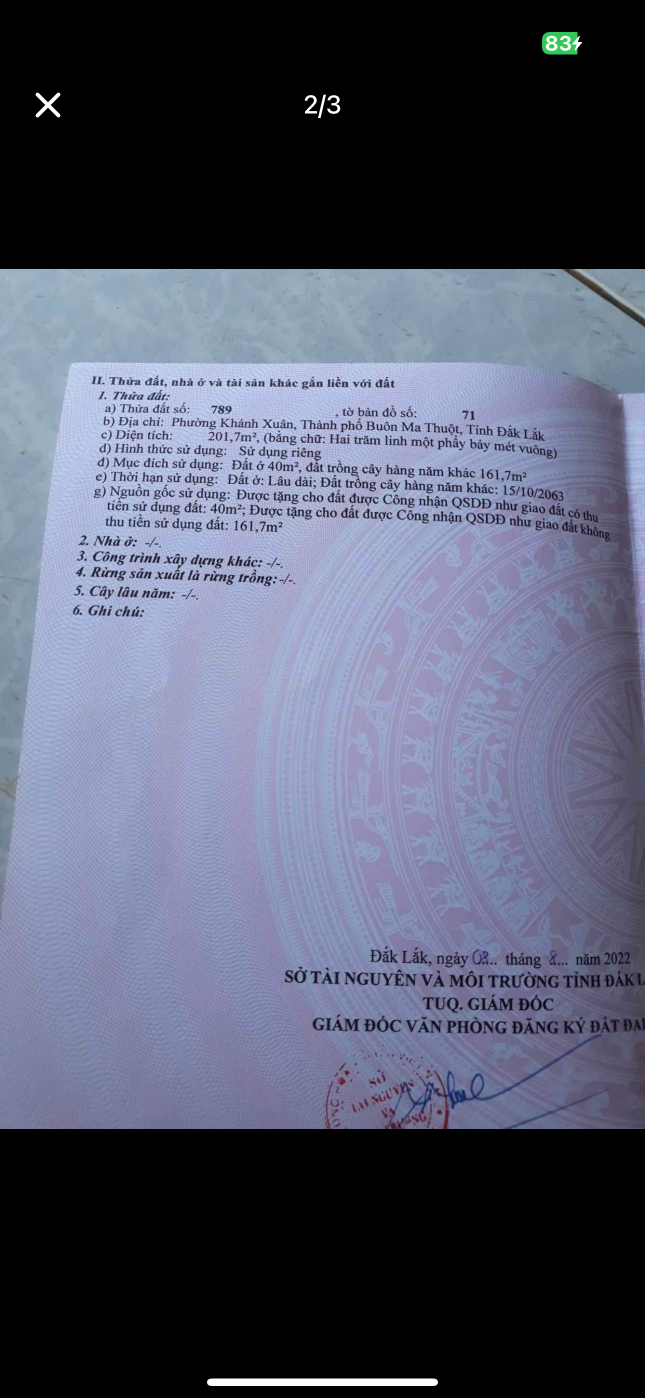 83
2/3
II. Thửa đất, nhà ở và tài sản khác gắn liền với đất
1. Thửa đất:
a) Thửa đất số: 789 , tờ bản đồ số: 71
b) Địa chỉ: Phường Khánh Xuân, Thành phố Buôn Ma Thuột, Tỉnh Đắk Lắk
c) Diện tích: 201,7m², (bằng chữ: Hai trăm linh một phẩy bảy mét vuông)
d) Hình thức sử dụng: Sử dụng riêng
đ) Mục đích sử dụng: Đất ở 40m², đất trồng cây hàng năm khác 161,7m²
e) Thời hạn sử dụng: Đất ở: Lâu dài; Đất trồng cây hàng năm khác: 15/10/2063
g) Nguồn gốc sử dụng: Được tặng cho đất được Công nhận QSDĐ như giao đất có thu
tiền sử dụng đất: 40m²; Được tặng cho đất được Công nhận QSDĐ như giao đất không
thu tiền sử dụng đất: 161,7m²
2. Nhà ở: -/-.
3. Công trình xây dựng khác: -/-.
4. Rừng sản xuất là rừng trồng: -/-.
5. Cây lâu năm: -/-.
6. Ghi chú:
Đắk Lắk, ngày 08... tháng 8... năm 2022
SỞ TÀI NGUYÊN VÀ MÔI TRƯỜNG TỈNH ĐẮK L
TUQ. GIÁM ĐỐC
GIÁM ĐỐC VĂN PHÒNG ĐĂNG KÝ ĐẤT ĐAI
SỞ
TÀI NGUYÊN
VÀ